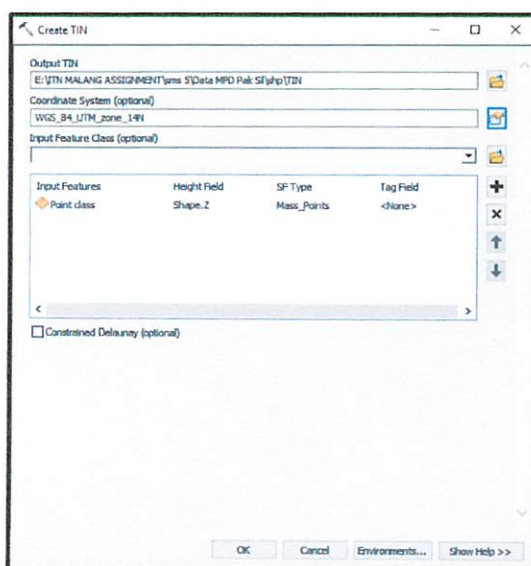 Create TIN
Output TIN
E:\ITN MALANG ASSIGNMENT\sms 5\Data MPD Pak Sil\shp\TIN
Coordinate System (optional)
WGS_84_UTM_zone_14N
Input Feature Class (optional)
Input Features Height Field SF Type Tag Field
Point class Shape.Z Mass_Points <None>
Constrained Delaunay (optional)
OK Cancel Environments... Show Help >>